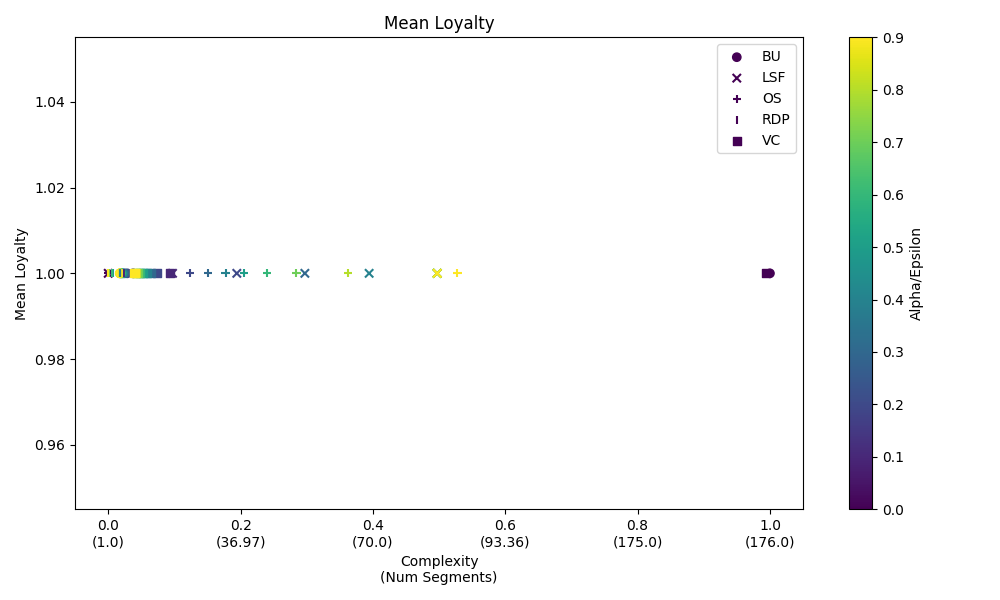 Mean Loyalty
BU
LSF
OS
RDP
VC
Mean Loyalty
1.04
1.02
1.00
0.98
0.96
0.0 0.2 0.4 0.6 0.8 1.0
(1.0) (36.97) (70.0) (93.36) (175.0) (176.0)
Complexity
(Num Segments)
0.9
0.8
0.7
0.6
0.5
0.4
0.3
0.2
0.1
0.0
Alpha/Epsilon